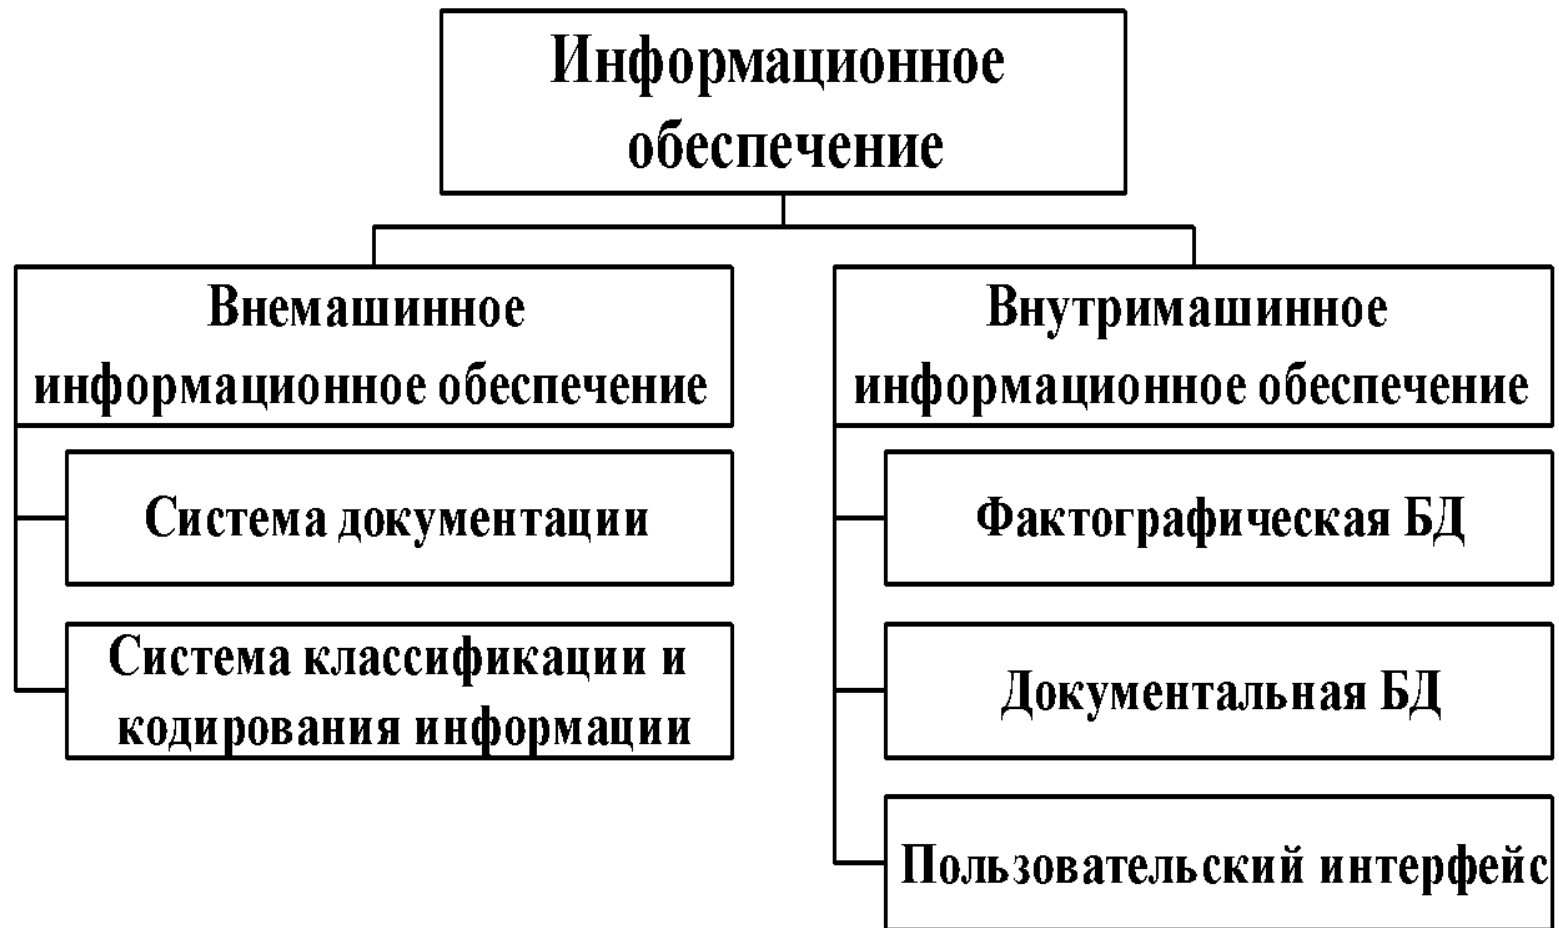 Информационное
обеспечение
Внемашинное
информационное обеспечение
Система документации
Система классификации и
кодирования информации
Внутримашинное
информационное обеспечение
Фактографическая БД
Документальная БД
Пользовательский интерфейс